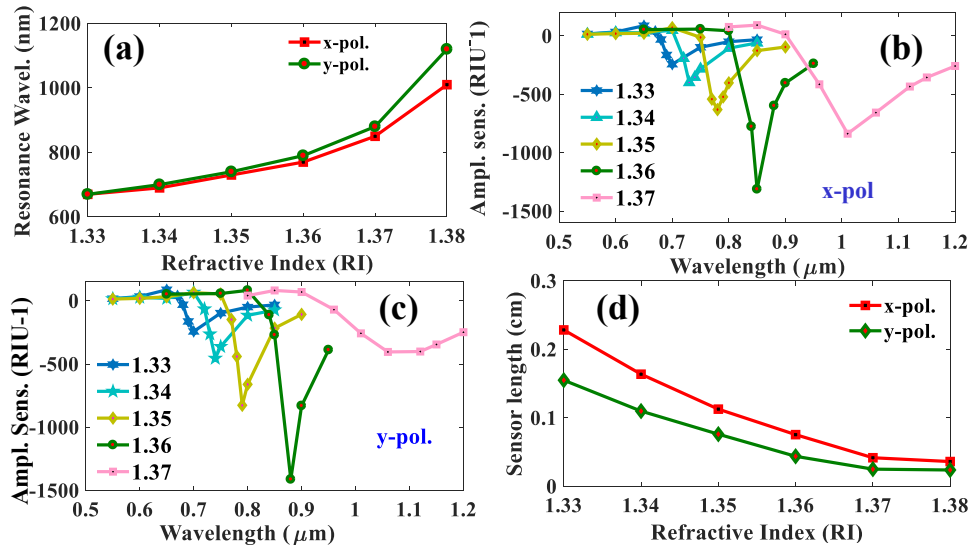 1200
1000
800
600
Resonance Wavel. (nm)
(a)
x-pol.
y-pol.
1.33 1.34 1.35 1.36 1.37 1.38
Refractive Index (RI)
0
-500
-1000
-1500
Ampl. sens. (RIU⁻¹)
(b)
1.33
1.34
1.35
1.36
1.37
x-pol
0.5 0.6 0.7 0.8 0.9 1 1.1 1.2
Wavelength (μm)
0
-500
-1000
-1500
Ampl. Sens. (RIU-1)
(c)
1.33
1.34
1.35
1.36
1.37
y-pol.
0.5 0.6 0.7 0.8 0.9 1 1.1 1.2
Wavelength (μm)
0.3
0.2
0.1
0
Sensor length (cm)
(d)
x-pol.
y-pol.
1.33 1.34 1.35 1.36 1.37 1.38
Refractive Index (RI)